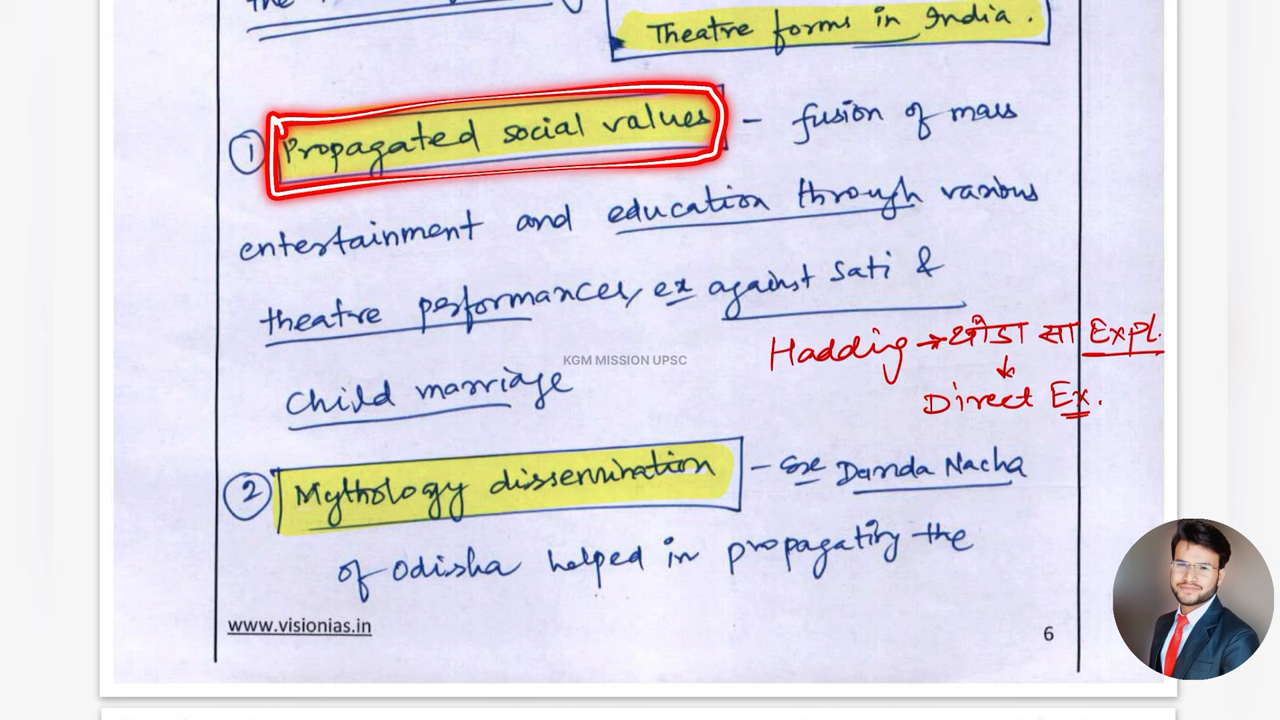 the
Theatre forms in India.
① Propagated social values - fusion of mass
entertainment and education through various
theatre performances, ex against Sati &
Hadding → थोडा सा Expl.
KGM MISSION UPSC
Child marriage
Direct Ex.
② Mythology dissemination - ex Danda Nacha
of Odisha helped in propagating the
www.visionias.in
6